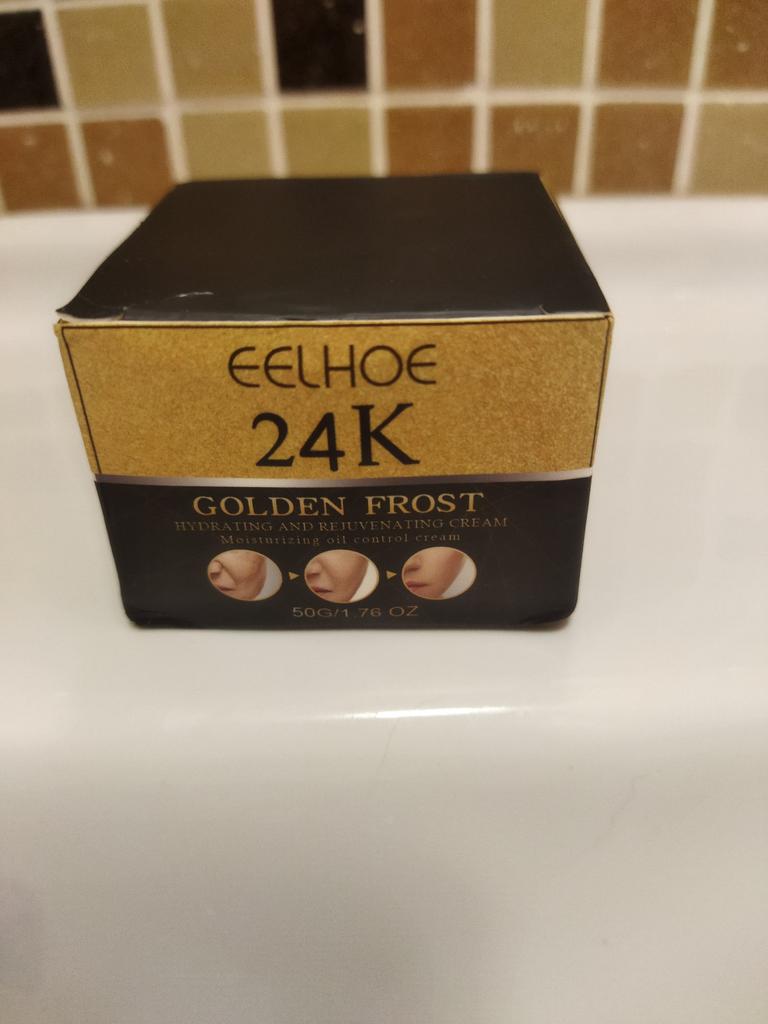 EELHOE
24K
GOLDEN FROST
HYDRATING AND REJUVENATING CREAM
Moisturizing oil control cream
50G/1.76 OZ